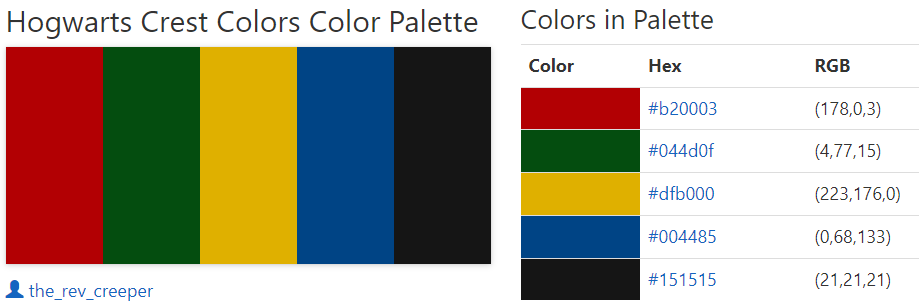 Hogwarts Crest Colors Color Palette
the_rev_creeper
Colors in Palette
Color Hex RGB
#b20003 (178,0,3)
#044d0f (4,77,15)
#dfb000 (223,176,0)
#004485 (0,68,133)
#151515 (21,21,21)